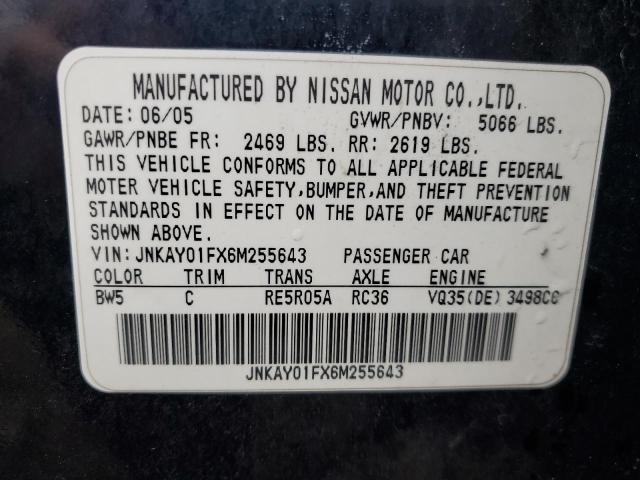 MANUFACTURED BY NISSAN MOTOR CO.,LTD.
DATE: 06/05 GVWR/PNBV: 5066 LBS.
GAWR/PNBE FR: 2469 LBS. RR: 2619 LBS.
THIS VEHICLE CONFORMS TO ALL APPLICABLE FEDERAL
MOTER VEHICLE SAFETY,BUMPER,AND THEFT PREVENTION
STANDARDS IN EFFECT ON THE DATE OF MANUFACTURE
SHOWN ABOVE.
VIN:JNKAY01FX6M255643 PASSENGER CAR
COLOR TRIM TRANS AXLE ENGINE
BW5 C RE5R05A RC36 VQ35(DE) 3498CC
JNKAY01FX6M255643